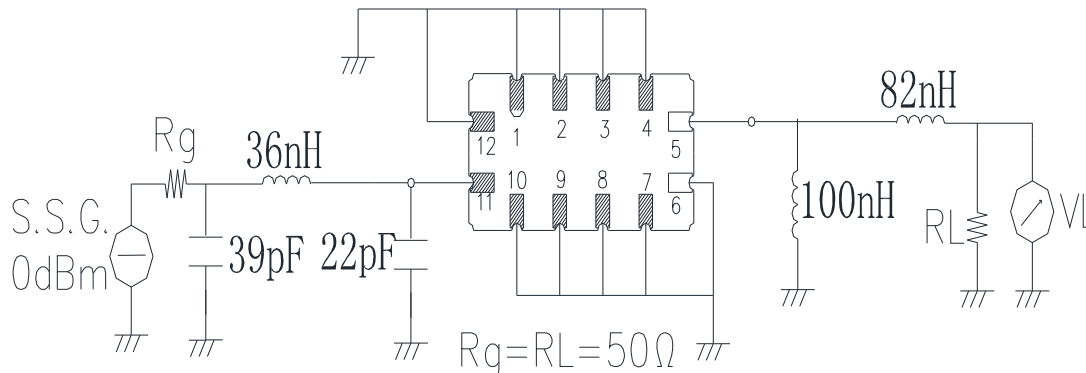 82nH
Rg
36nH
12 1 2 3 4 5
11 10 9 8 7 6
100nH
RL
VL
S.S.G.
0dBm
39pF
22pF
Rg=RL=50Ω